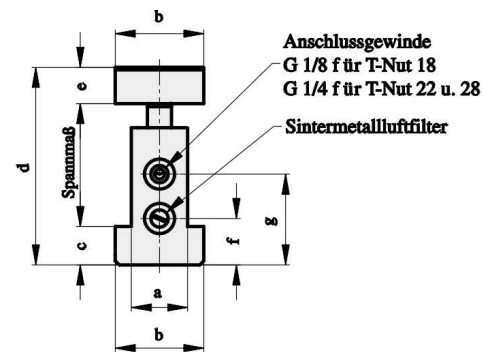 b
Anschlussgewinde
G 1/8 f für T-Nut 18
G 1/4 f für T-Nut 22 u. 28
Sintermetallluftfilter
e
d
Spannmaß
g
f
c
a
b